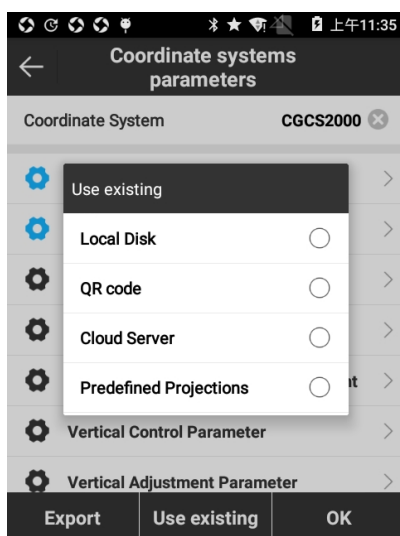 上午11:35
Coordinate systems
parameters
Coordinate System CGCS2000
Use existing
Local Disk
QR code
Cloud Server
Predefined Projections
Vertical Control Parameter
Vertical Adjustment Parameter
Export Use existing OK